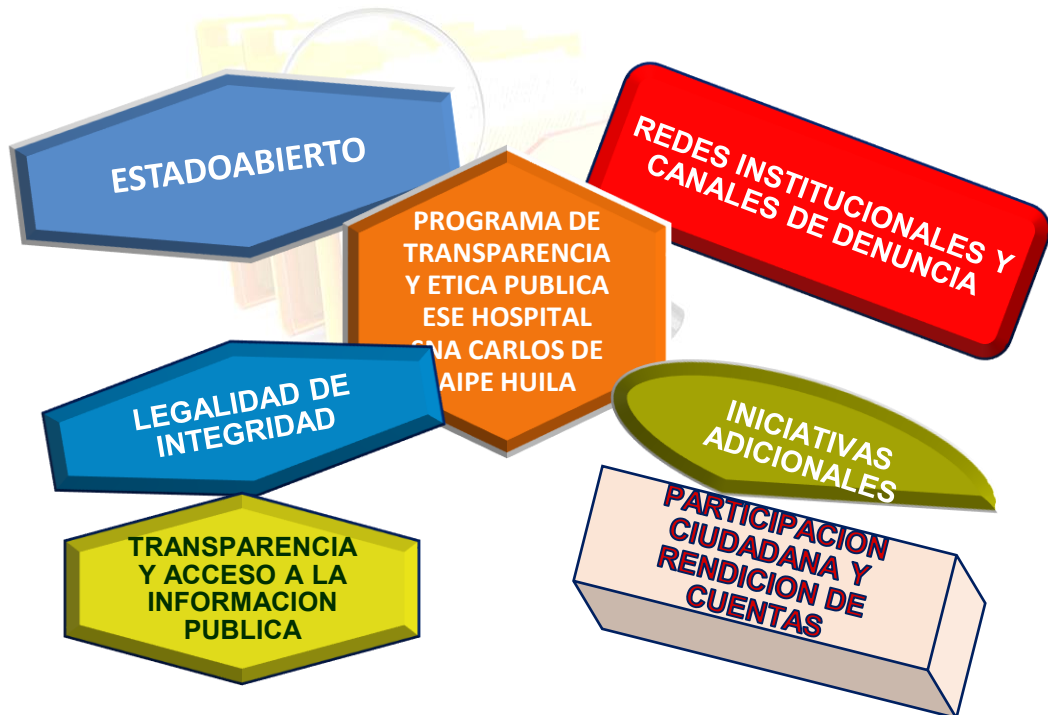 ESTADOABIERTO
REDES INSTITUCIONALES Y
CANALES DE DENUNCIA
PROGRAMA DE
TRANSPARENCIA
Y ETICA PUBLICA
ESE HOSPITAL
SNA CARLOS DE
AIPE HUILA
LEGALIDAD DE
INTEGRIDAD
INICIATIVAS
ADICIONALES
TRANSPARENCIA
Y ACCESO A LA
INFORMACION
PUBLICA
PARTICIPACION
CIUDADANA Y
RENDICION DE
CUENTAS